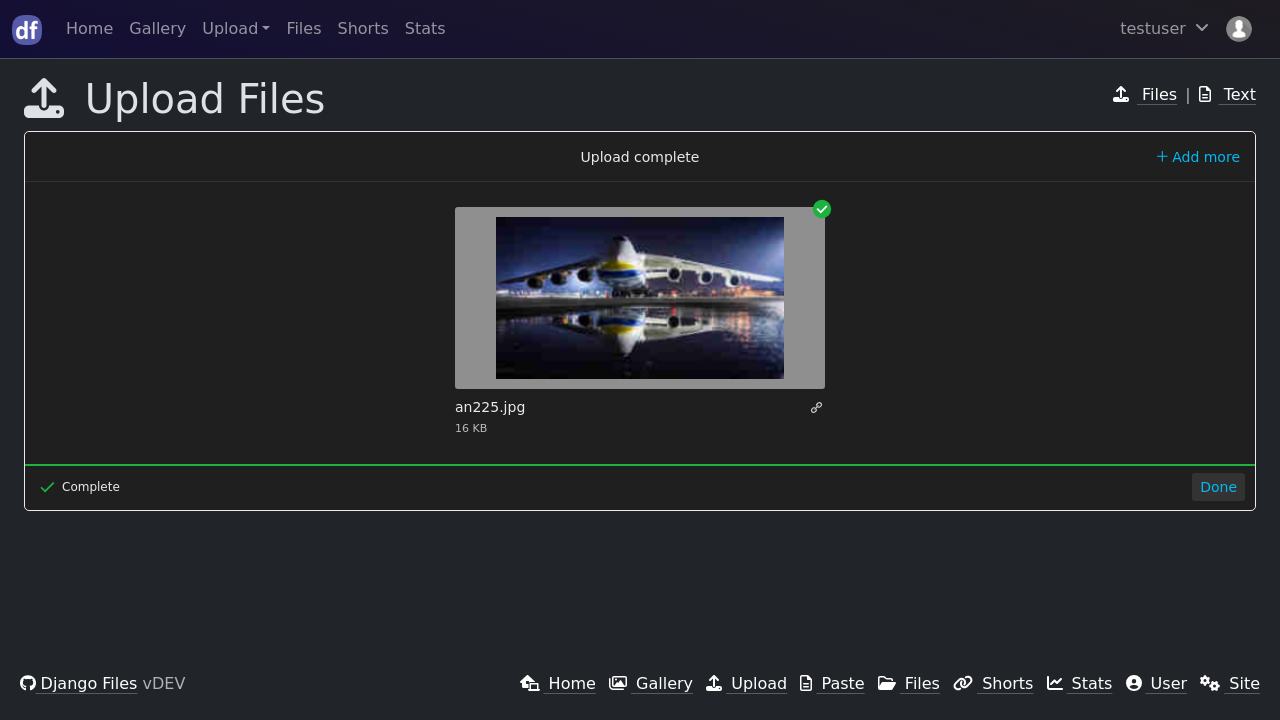 df Home Gallery Upload Files Shorts Stats testuser
Upload Files
Files | Text
Upload complete
Add more
an225.jpg
16 KB
Complete
Done
Django Files vDEV
Home Gallery Upload Paste Files Shorts Stats User Site